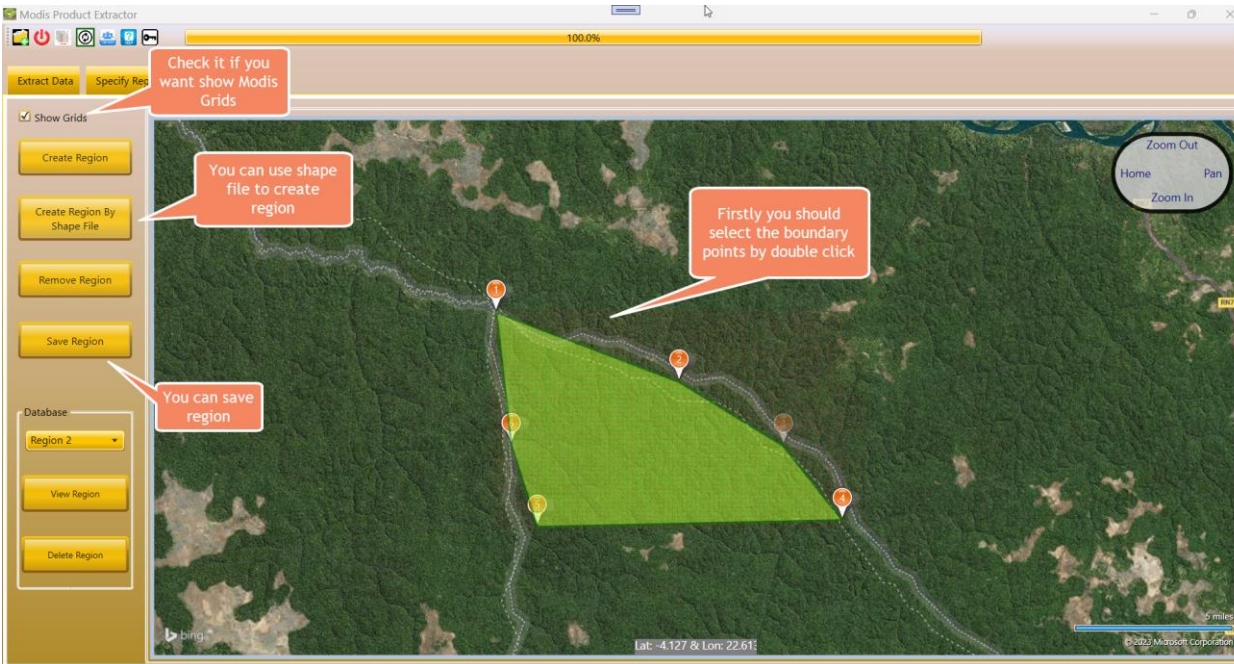 Modis Product Extractor
100.0%
Extract Data
Specify Reg
Check it if you
want show Modis
Grids
Show Grids
Create Region
You can use shape
file to create
region
Create Region By
Shape File
Remove Region
Save Region
You can save
region
Database
Region 2
View Region
Delete Region
Firstly you should
select the boundary
points by double click
Zoom Out
Home
Pan
Zoom In
RN7
1
2
3
4
5
bing
Lat: -4.127 & Lon: 22.613
5 miles
© 2023 Microsoft Corporation